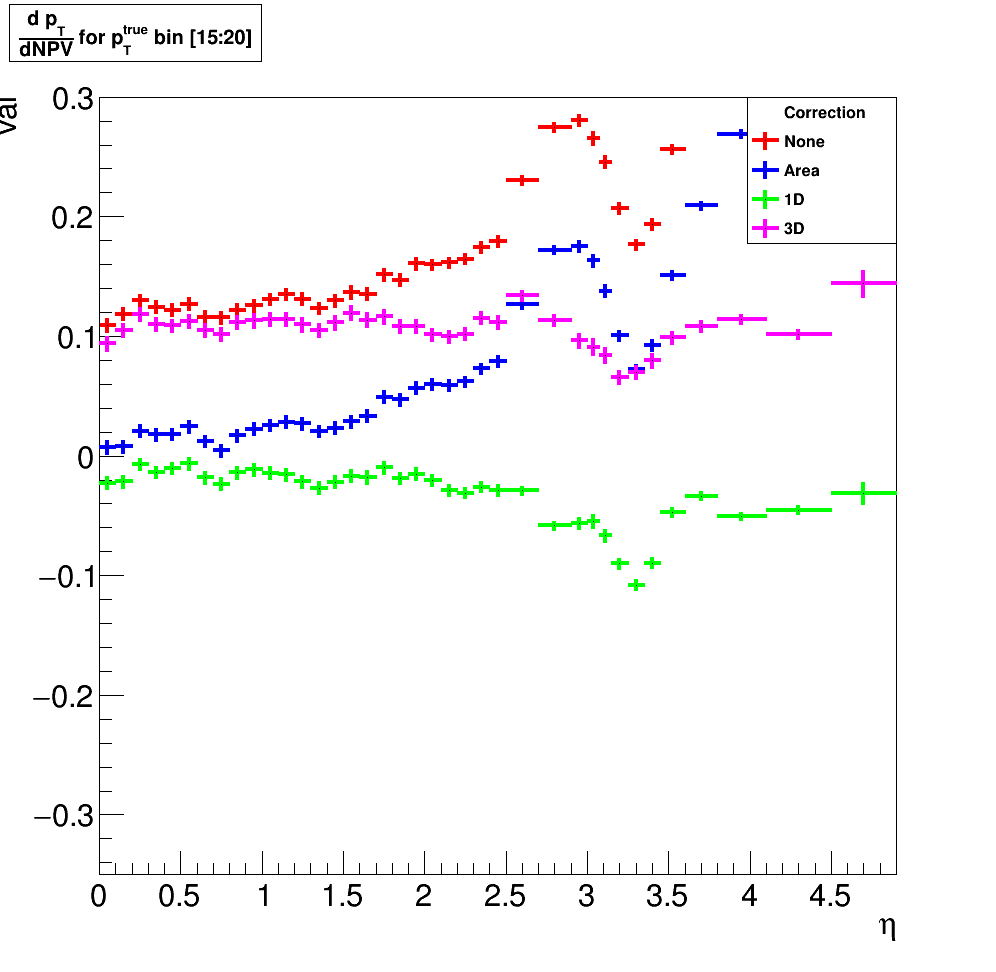 d p_T
dNPV for p_T^true bin [15:20]
val
0.3
0.2
0.1
0
−0.1
−0.2
−0.3
Correction
None
Area
1D
3D
0 0.5 1 1.5 2 2.5 3 3.5 4 4.5
η